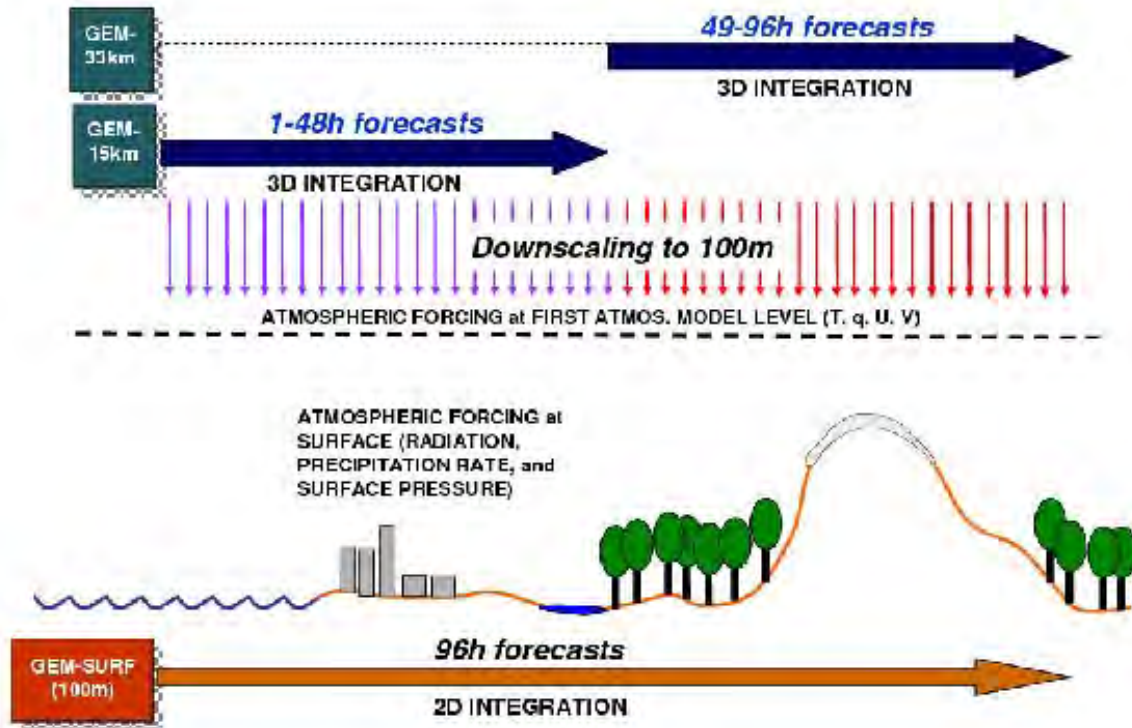 GEM-
33km
49-96h forecasts
3D INTEGRATION
GEM-
15km
1-48h forecasts
3D INTEGRATION
Downscaling to 100m
ATMOSPHERIC FORCING at FIRST ATMOS. MODEL LEVEL (T. q. U. V)
ATMOSPHERIC FORCING at
SURFACE (RADIATION,
PRECIPITATION RATE, and
SURFACE PRESSURE)
GEM-SURF
(100m)
96h forecasts
2D INTEGRATION